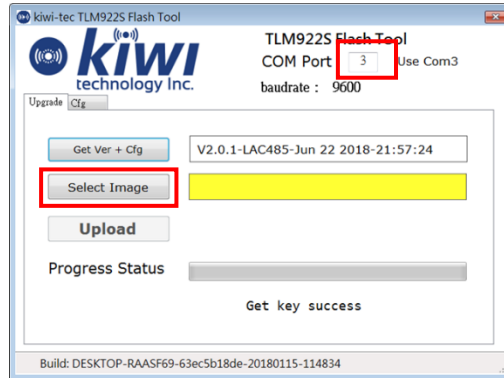 kiwi-tec TLM922S Flash Tool
kiwi
technology Inc.
TLM922S Flash Tool
COM Port 3 Use Com3
baudrate : 9600
Upgrade Cfg
Get Ver + Cfg V2.0.1-LAC485-Jun 22 2018-21:57:24
Select Image
Upload
Progress Status
Get key success
Build: DESKTOP-RAASF69-63ec5b18de-20180115-114834